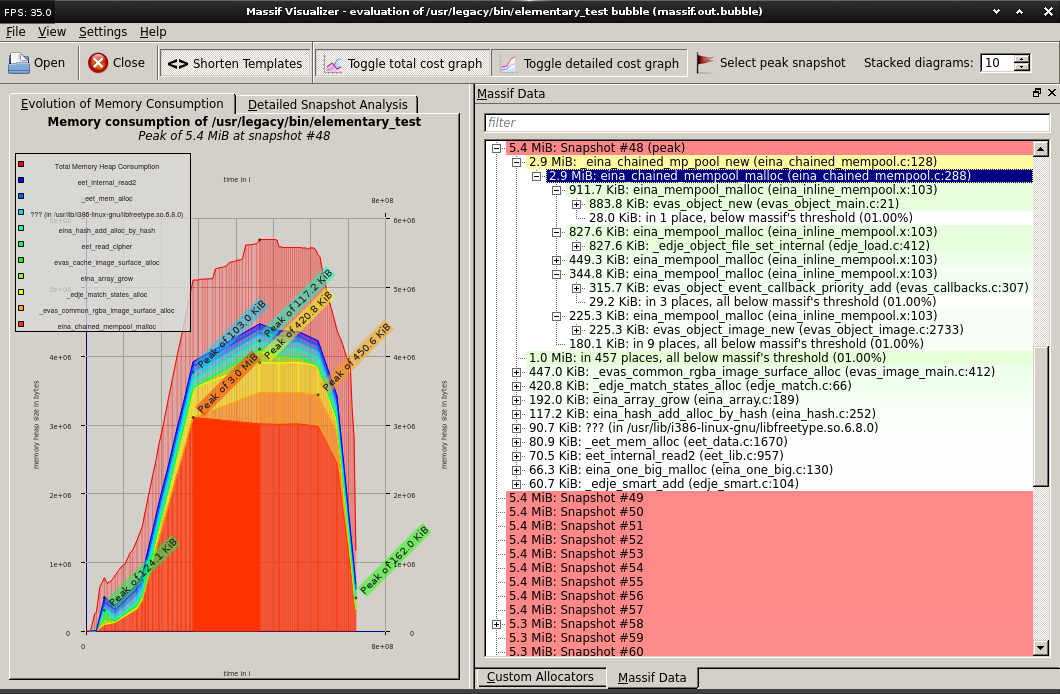 FPS: 35.0
Massif Visualizer - evaluation of /usr/legacy/bin/elementary_test bubble (massif.out.bubble)
File View Settings Help
Open Close <> Shorten Templates Toggle total cost graph Toggle detailed cost graph Select peak snapshot Stacked diagrams: 10
Evolution of Memory Consumption Detailed Snapshot Analysis
Memory consumption of /usr/legacy/bin/elementary_test
Peak of 5.4 MiB at snapshot #48
Total Memory Heap Consumption
eet_internal_read2
_eet_mem_alloc
??? (in /usr/lib/i386-linux-gnu/libfreetype.so.6.8.0)
eina_hash_add_alloc_by_hash
eet_read_cipher
evas_cache_image_surface_alloc
eina_array_grow
_edje_match_states_alloc
_evas_common_rgba_image_surface_alloc
eina_chained_mempool_malloc
time in i
8e+08
6e+06 6e+06
5e+06 5e+06
4e+06 4e+06
3e+06 3e+06
2e+06 2e+06
1e+06 1e+06
0 0
0 8e+08
time in i
memory heap size in bytes
memory heap size in bytes
Peak of 103.0 KiB
Peak of 117.2 KiB
Peak of 420.8 KiB
Peak of 450.6 KiB
Peak of 3.0 MiB
Peak of 124.1 KiB
Peak of 162.0 KiB
Massif Data
filter
5.4 MiB: Snapshot #48 (peak)
2.9 MiB: _eina_chained_mp_pool_new (eina_chained_mempool.c:128)
2.9 MiB: eina_chained_mempool_malloc (eina_chained_mempool.c:288)
911.7 KiB: eina_mempool_malloc (eina_inline_mempool.x:103)
883.8 KiB: evas_object_new (evas_object_main.c:21)
28.0 KiB: in 1 place, below massif's threshold (01.00%)
827.6 KiB: eina_mempool_malloc (eina_inline_mempool.x:103)
827.6 KiB: _edje_object_file_set_internal (edje_load.c:412)
449.3 KiB: eina_mempool_malloc (eina_inline_mempool.x:103)
344.8 KiB: eina_mempool_malloc (eina_inline_mempool.x:103)
315.7 KiB: evas_object_event_callback_priority_add (evas_callbacks.c:307)
29.2 KiB: in 3 places, all below massif's threshold (01.00%)
225.3 KiB: eina_mempool_malloc (eina_inline_mempool.x:103)
225.3 KiB: evas_object_image_new (evas_object_image.c:2733)
180.1 KiB: in 9 places, all below massif's threshold (01.00%)
1.0 MiB: in 457 places, all below massif's threshold (01.00%)
447.0 KiB: _evas_common_rgba_image_surface_alloc (evas_image_main.c:412)
420.8 KiB: _edje_match_states_alloc (edje_match.c:66)
192.0 KiB: eina_array_grow (eina_array.c:189)
117.2 KiB: eina_hash_add_alloc_by_hash (eina_hash.c:252)
90.7 KiB: ??? (in /usr/lib/i386-linux-gnu/libfreetype.so.6.8.0)
80.9 KiB: _eet_mem_alloc (eet_data.c:1670)
70.5 KiB: eet_internal_read2 (eet_lib.c:957)
66.3 KiB: eina_one_big_malloc (eina_one_big.c:130)
60.7 KiB: _edje_smart_add (edje_smart.c:104)
5.4 MiB: Snapshot #49
5.4 MiB: Snapshot #50
5.4 MiB: Snapshot #51
5.4 MiB: Snapshot #52
5.4 MiB: Snapshot #53
5.4 MiB: Snapshot #54
5.4 MiB: Snapshot #55
5.4 MiB: Snapshot #56
5.4 MiB: Snapshot #57
5.3 MiB: Snapshot #58
5.3 MiB: Snapshot #59
5.3 MiB: Snapshot #60
Custom Allocators Massif Data